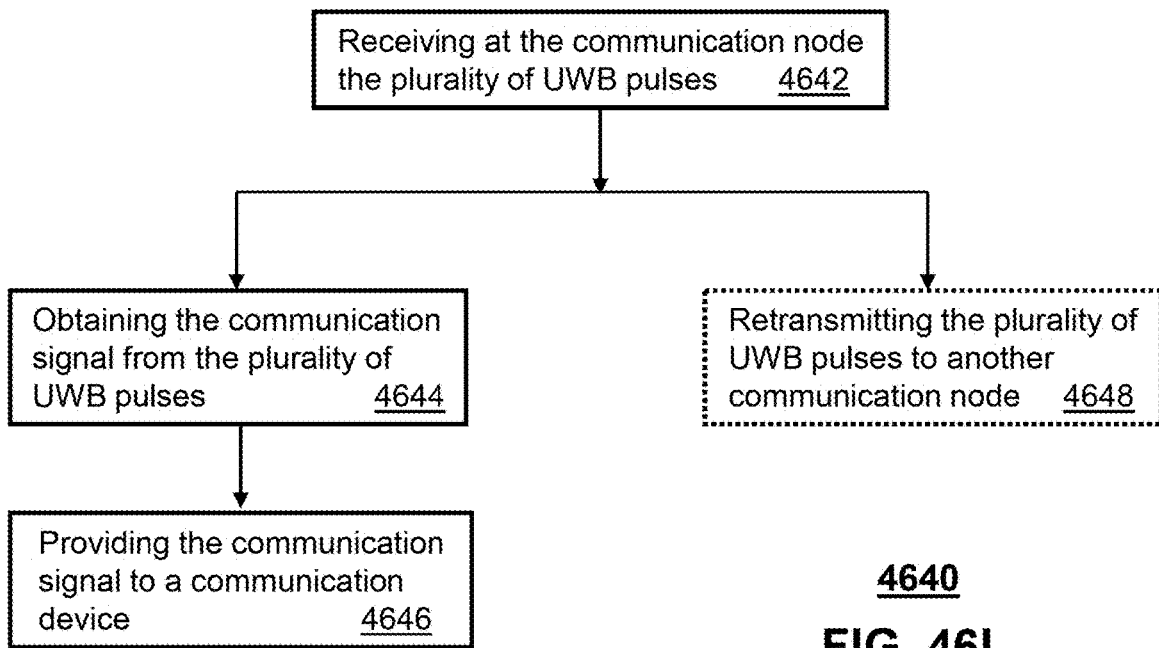 Receiving at the communication node
the plurality of UWB pulses 4642
Obtaining the communication
signal from the plurality of
UWB pulses 4644
Retransmitting the plurality of
UWB pulses to another
communication node 4648
Providing the communication
signal to a communication
device 4646
4640
FIG.